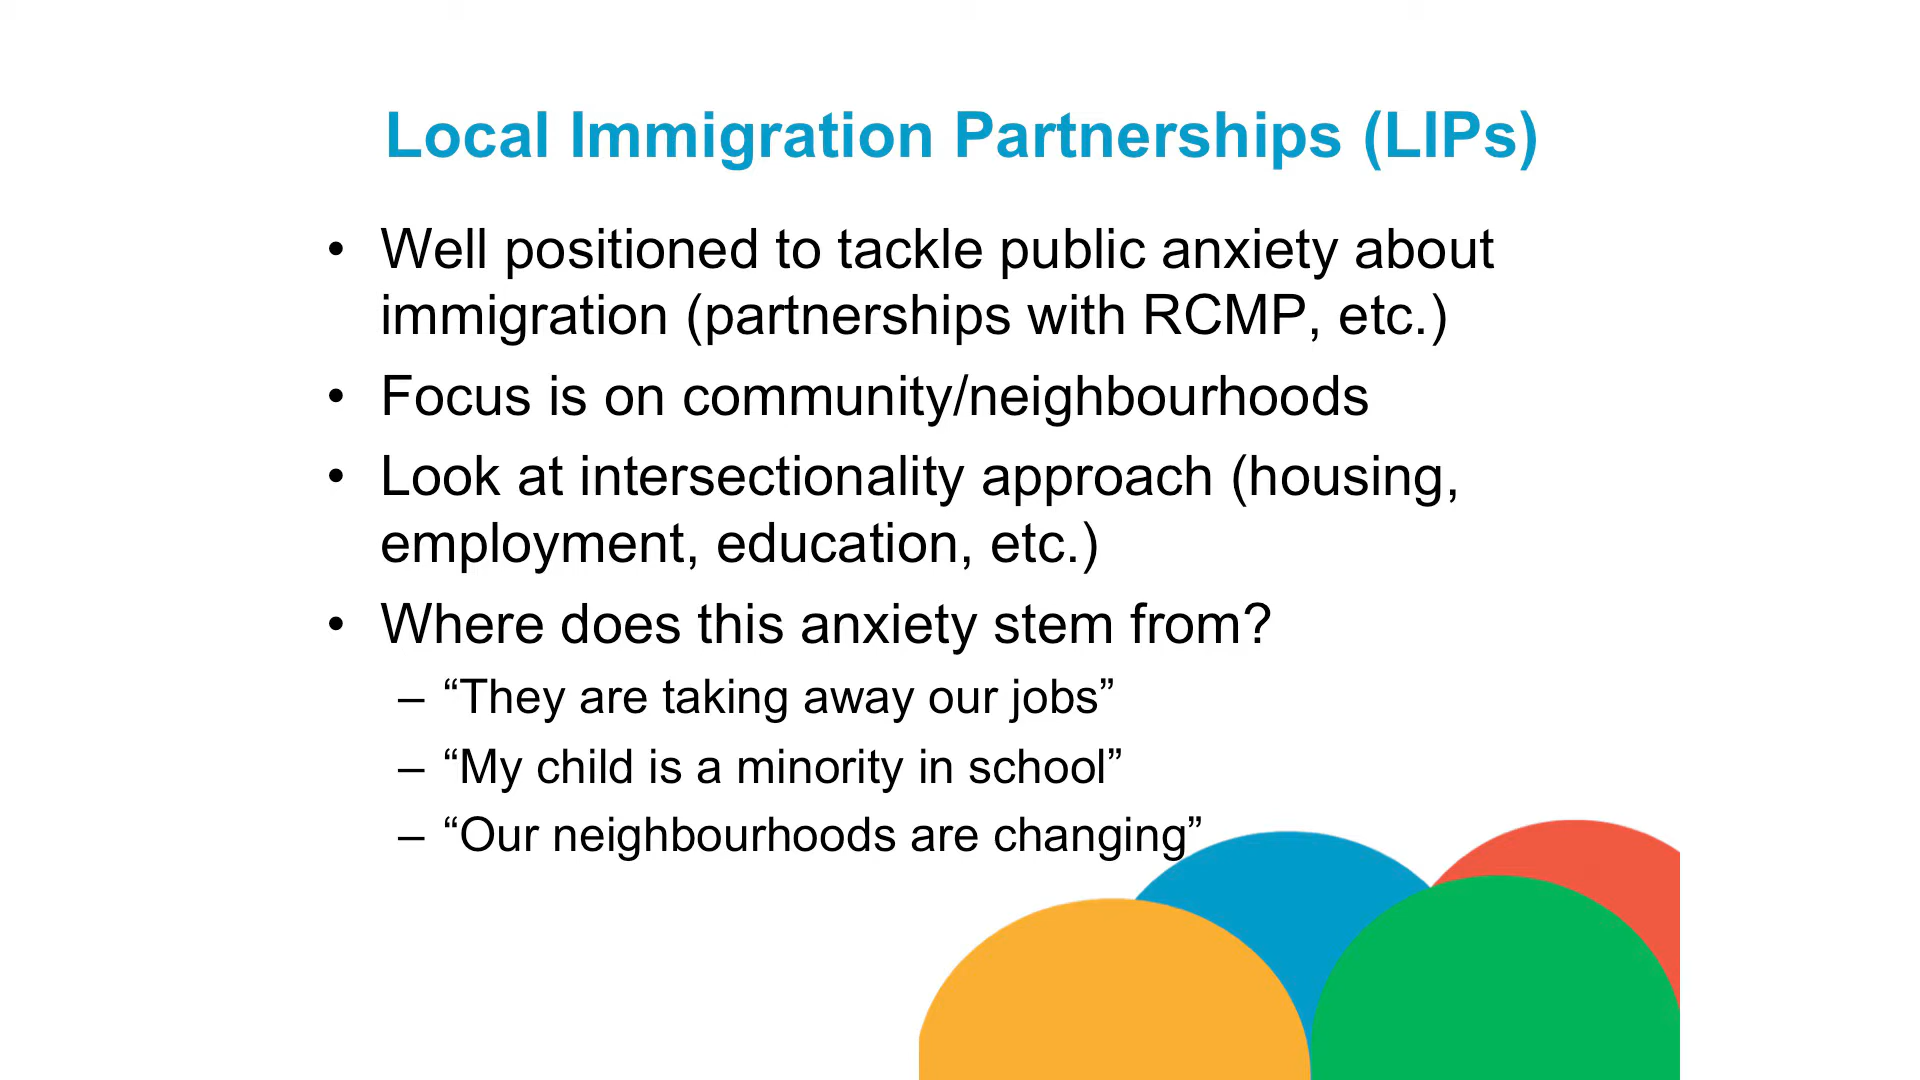 Local Immigration Partnerships (LIPs)
• Well positioned to tackle public anxiety about
immigration (partnerships with RCMP, etc.)
• Focus is on community/neighbourhoods
• Look at intersectionality approach (housing,
employment, education, etc.)
• Where does this anxiety stem from?
– “They are taking away our jobs”
– “My child is a minority in school”
– “Our neighbourhoods are changing”